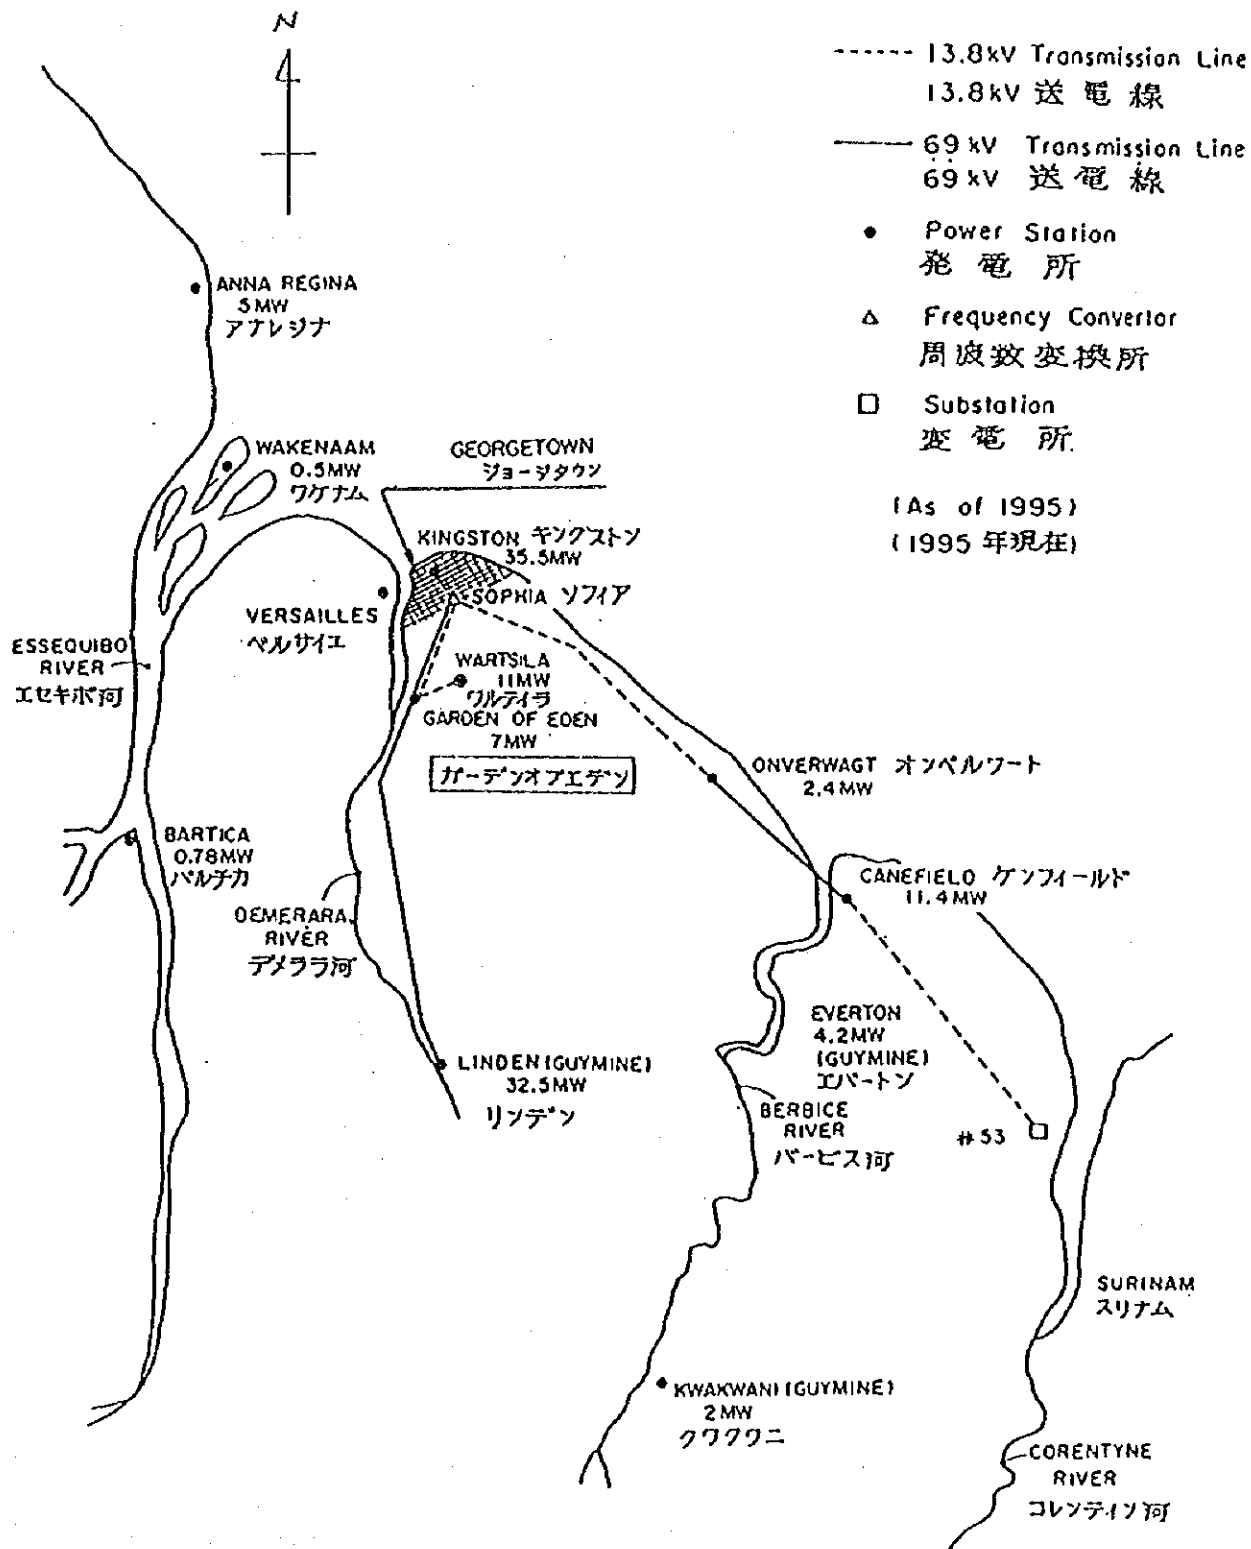 N
13.8kV Transmission Line
13.8kV 送電線
69 kV Transmission Line
69 kV 送電線
Power Station
発電所
Frequency Convertor
周波数変換所
Substation
変電所
(As of 1995)
(1995 年現在)
ANNA REGINA
5MW
アナレジナ
WAKENAAM
0.5MW
ワケナム
GEORGETOWN
ジョージタウン
KINGSTON キングストン
35.5MW
SOPHIA ソフィア
VERSAILLES
ベルサイエ
ESSEQUIBO
RIVER
エセキボ河
WARTSILA
11MW
ワルテイラ
GARDEN OF EDEN
7MW
ガーデンオブエデン
ONVERWAGT オンベルワート
2.4MW
BARTICA
0.78MW
バルチカ
CANEFIELD ケンフィールド
11.4MW
DEMERARA
RIVER
デメララ河
EVERTON
4.2MW
(GUYMINE)
エバートン
LINDEN(GUYMINE)
32.5MW
リンデン
BERBICE
RIVER
バービス河
#53
SURINAM
スリナム
KWAKWANI(GUYMINE)
2MW
クワクワニ
CORENTYNE
RIVER
コレンティン河